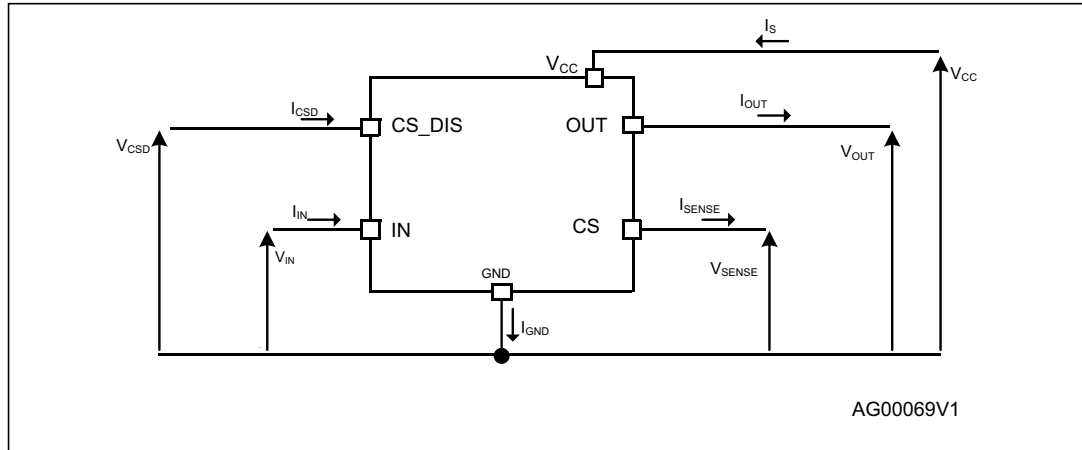 I_S
V_CC
V_CC
I_CSD
CS_DIS
OUT
I_OUT
V_CSD
V_OUT
I_IN
IN
CS
I_SENSE
V_IN
V_SENSE
GND
I_GND
AG00069V1